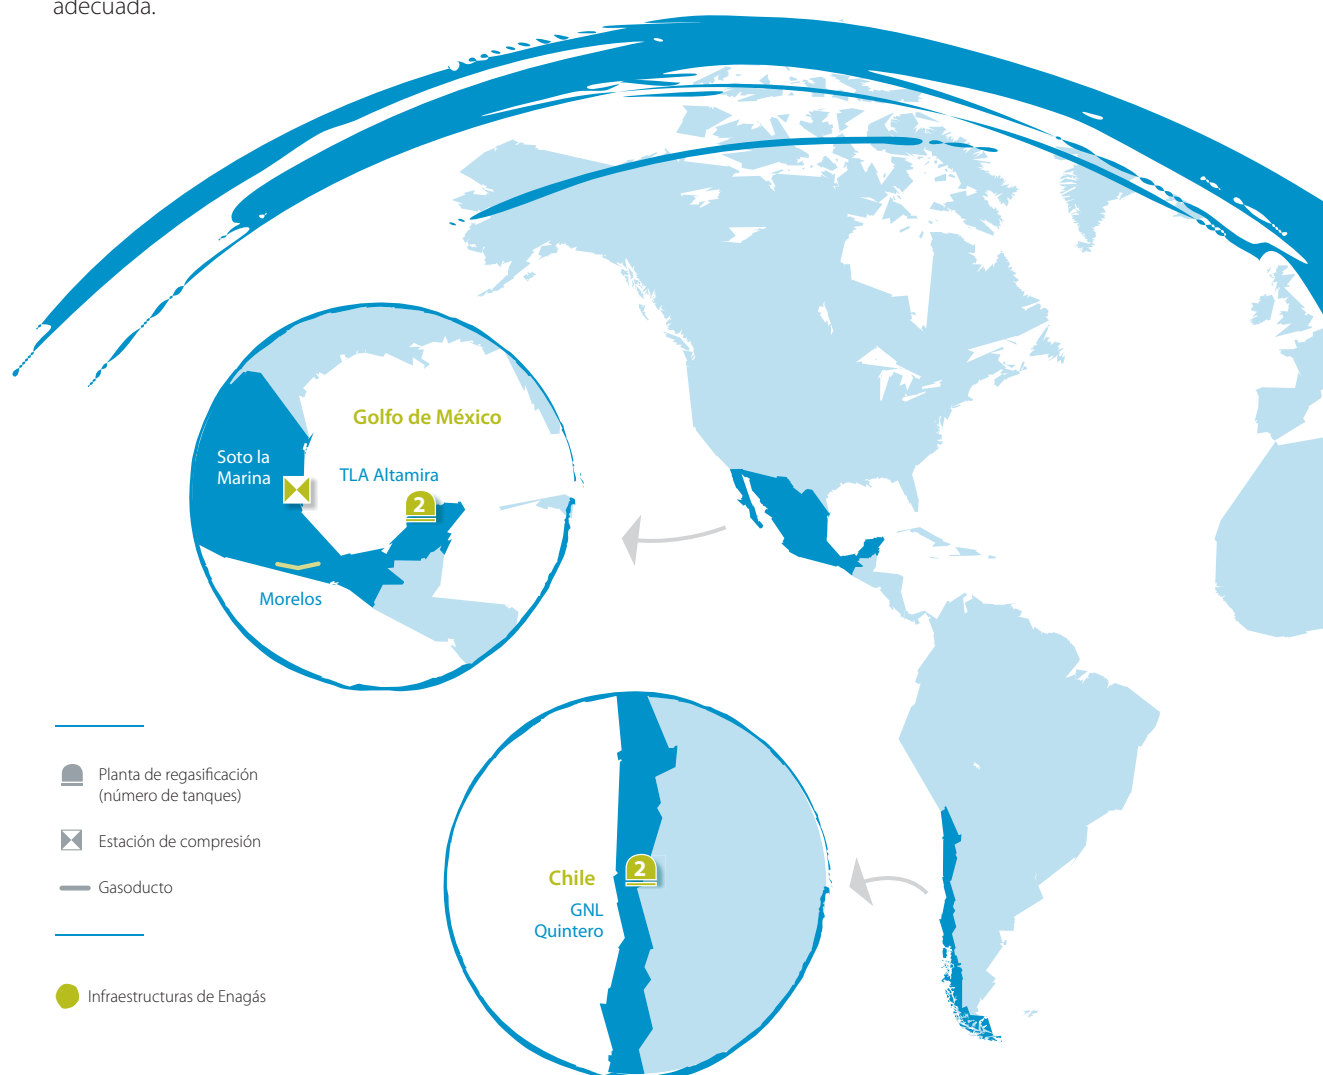 adecuada.
Golfo de México
Soto la
Marina
TLA Altamira
2
Morelos
Planta de regasificación
(número de tanques)
Estación de compresión
Gasoducto
Infraestructuras de Enagás
2
Chile
GNL
Quintero